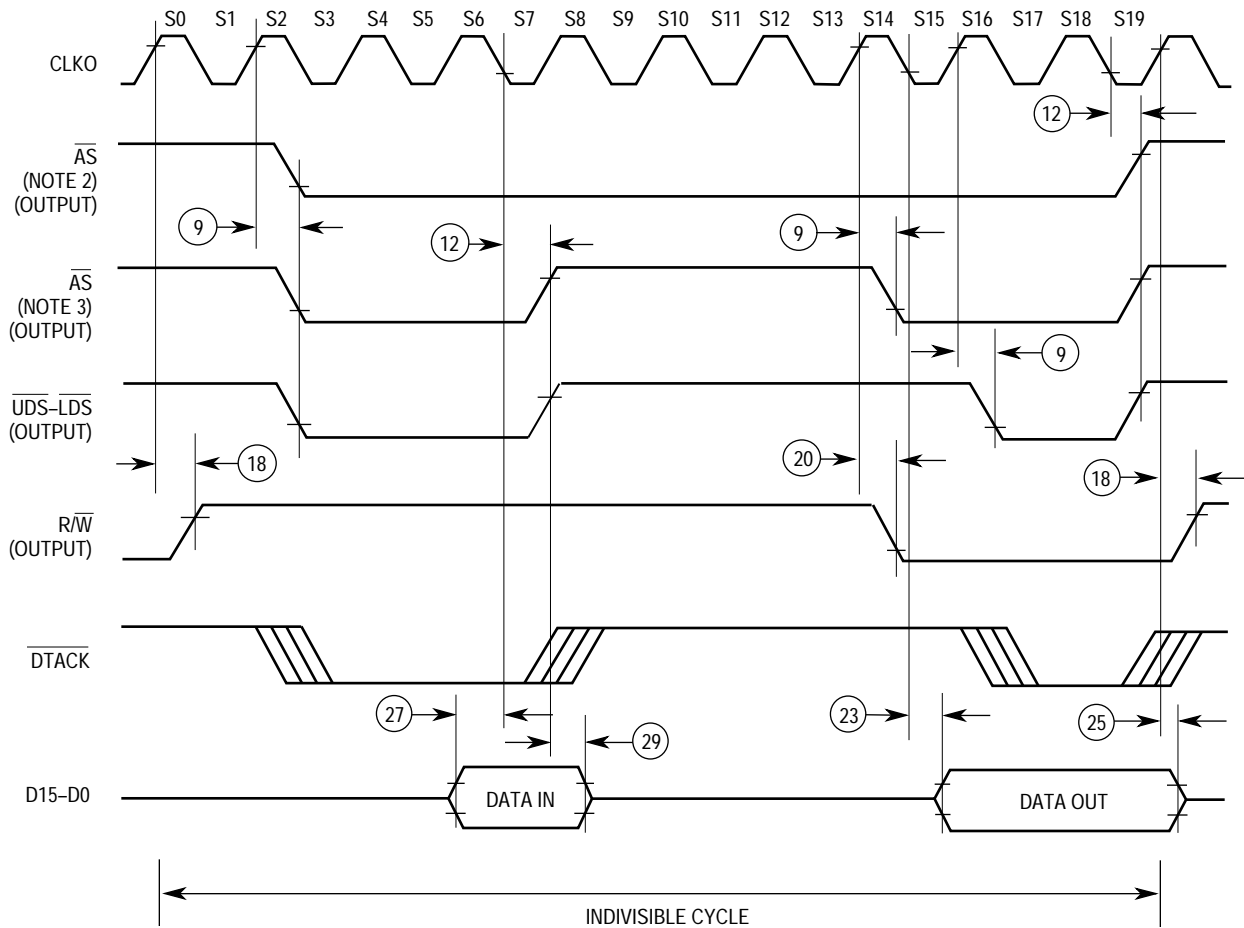 S0 S1 S2 S3 S4 S5 S6 S7 S8 S9 S10 S11 S12 S13 S14 S15 S16 S17 S18 S19
CLKO
12
AS
(NOTE 2)
(OUTPUT)
9
12
9
AS
(NOTE 3)
(OUTPUT)
9
UDS–LDS
(OUTPUT)
18
20
18
R/W
(OUTPUT)
DTACK
27
23
25
29
D15–D0
DATA IN
DATA OUT
INDIVISIBLE CYCLE